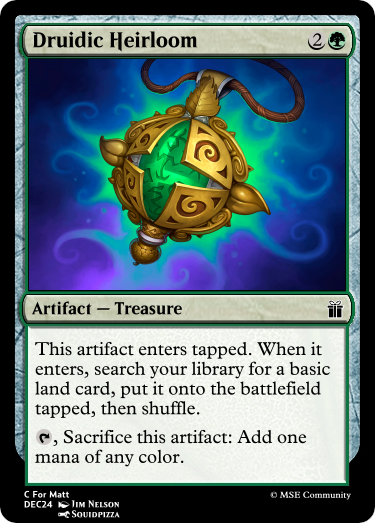 Druidic Heirloom 2
Artifact — Treasure
This artifact enters tapped. When it
enters, search your library for a basic
land card, put it onto the battlefield
tapped, then shuffle.
, Sacrifice this artifact: Add one
mana of any color.
C For Matt
DEC24 Jim Nelson
Squidpizza
© MSE Community